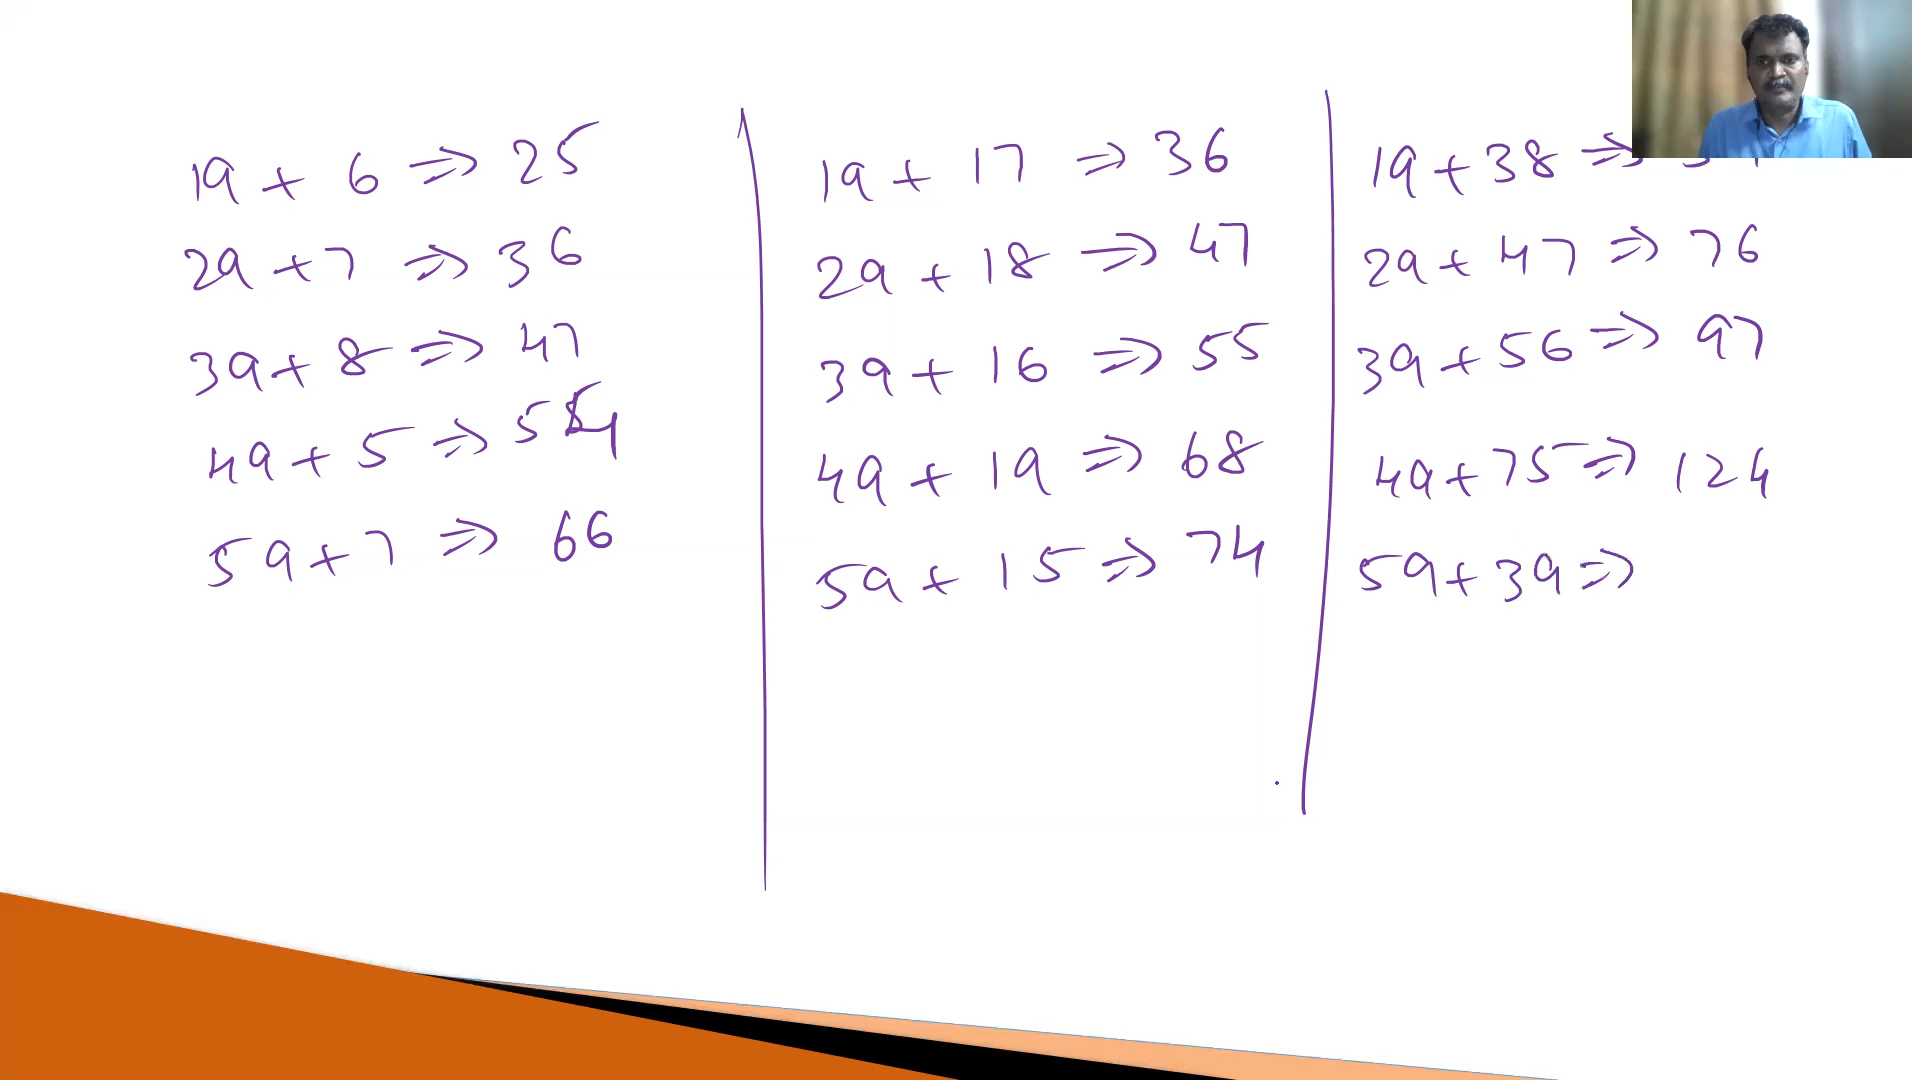 19 + 6 ⇒ 25
29 + 7 ⇒ 36
39 + 8 ⇒ 47
49 + 5 ⇒ 54
59 + 7 ⇒ 66
19 + 17 ⇒ 36
29 + 18 ⇒ 47
39 + 16 ⇒ 55
49 + 19 ⇒ 68
59 + 15 ⇒ 74
19 + 38 ⇒
29 + 47 ⇒ 76
39 + 56 ⇒ 97
49 + 75 ⇒ 124
59 + 39 ⇒